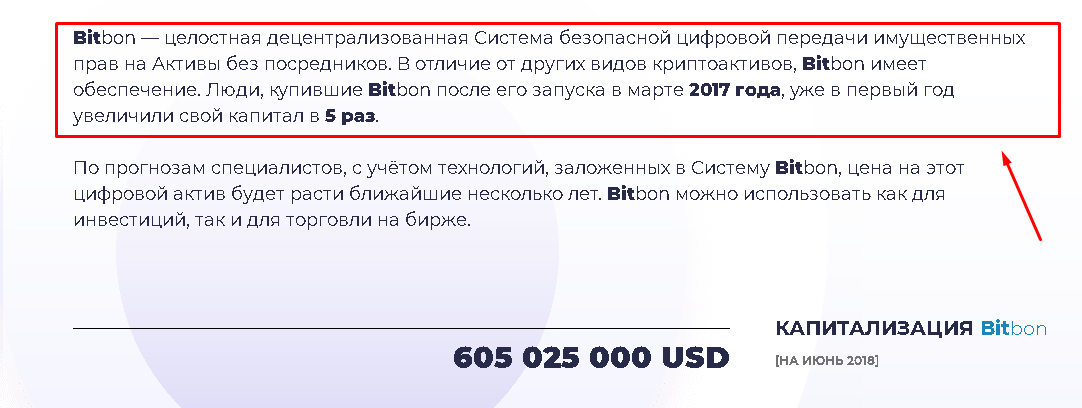 Bitbon — целостная децентрализованная Система безопасной цифровой передачи имущественных
прав на Активы без посредников. В отличие от других видов криптоактивов, Bitbon имеет
обеспечение. Люди, купившие Bitbon после его запуска в марте 2017 года, уже в первый год
увеличили свой капитал в 5 раз.
По прогнозам специалистов, с учётом технологий, заложенных в Систему Bitbon, цена на этот
цифровой актив будет расти ближайшие несколько лет. Bitbon можно использовать как для
инвестиций, так и для торговли на бирже.
КАПИТАЛИЗАЦИЯ Bitbon
605 025 000 USD
[НА ИЮНЬ 2018]